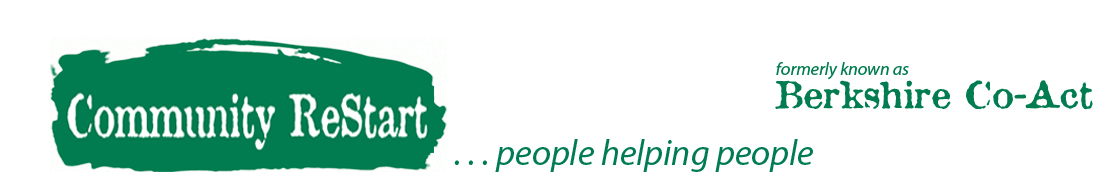 Community ReStart
. . . people helping people
formerly known as
Berkshire Co-Act